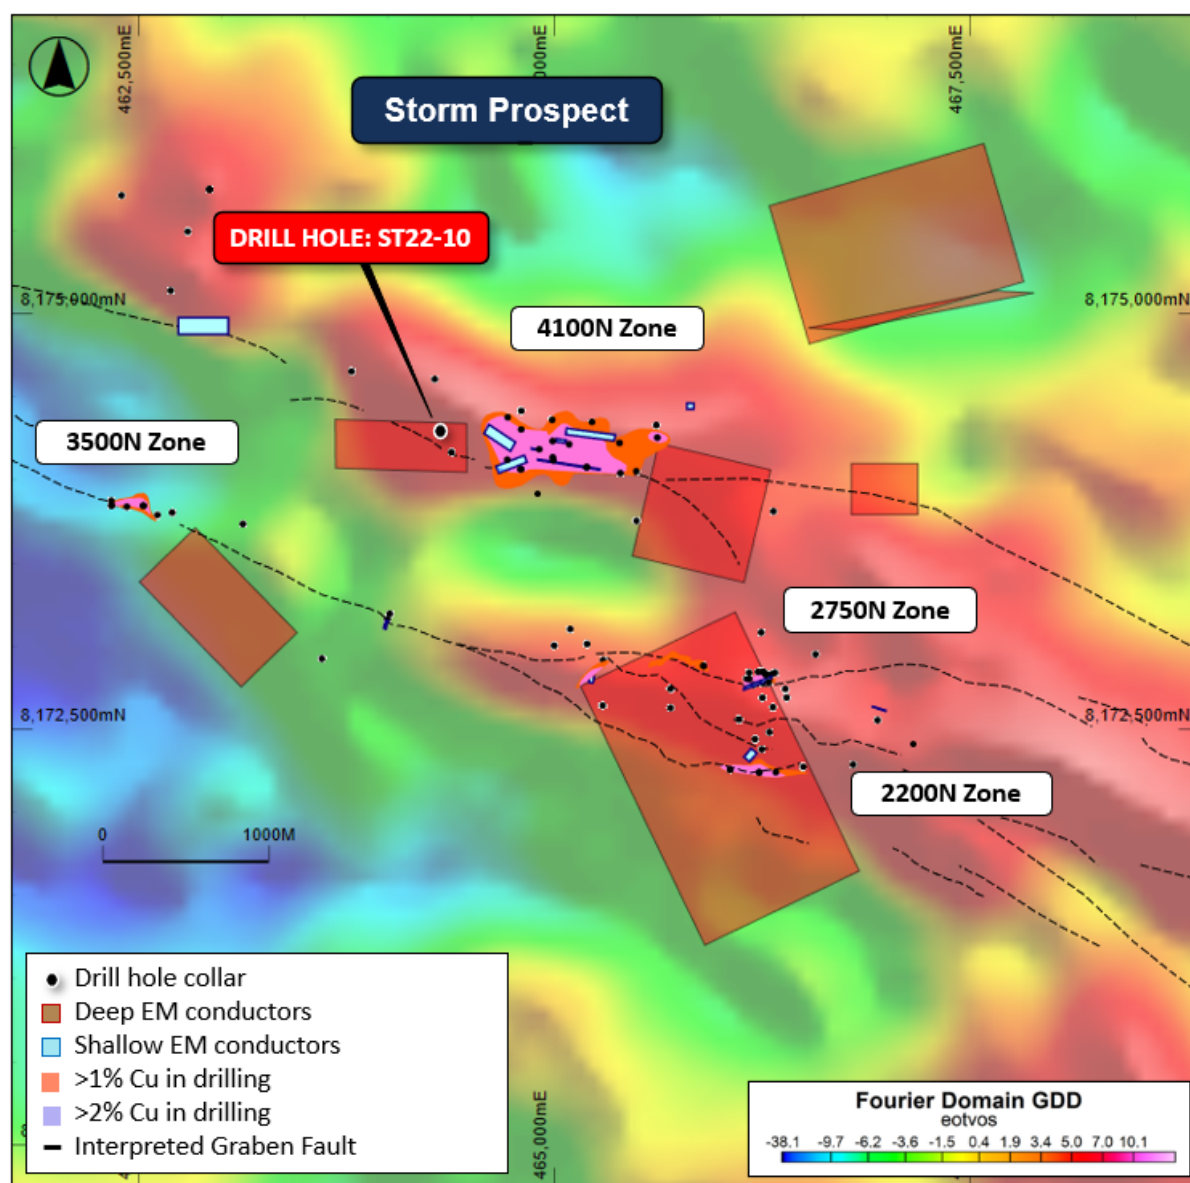 462,500mE
000mE
467,500mE
Storm Prospect
DRILL HOLE: ST22-10
8,175,000mN
8,175,000mN
4100N Zone
3500N Zone
2750N Zone
8,172,500mN
8,172,500mN
2200N Zone
0 1000M
Drill hole collar
Deep EM conductors
Shallow EM conductors
>1% Cu in drilling
>2% Cu in drilling
Interpreted Graben Fault
465,000mE
Fourier Domain GDD
eotvos
-38.1 -9.7 -6.2 -3.6 -1.5 0.4 1.9 3.4 5.0 7.0 10.1